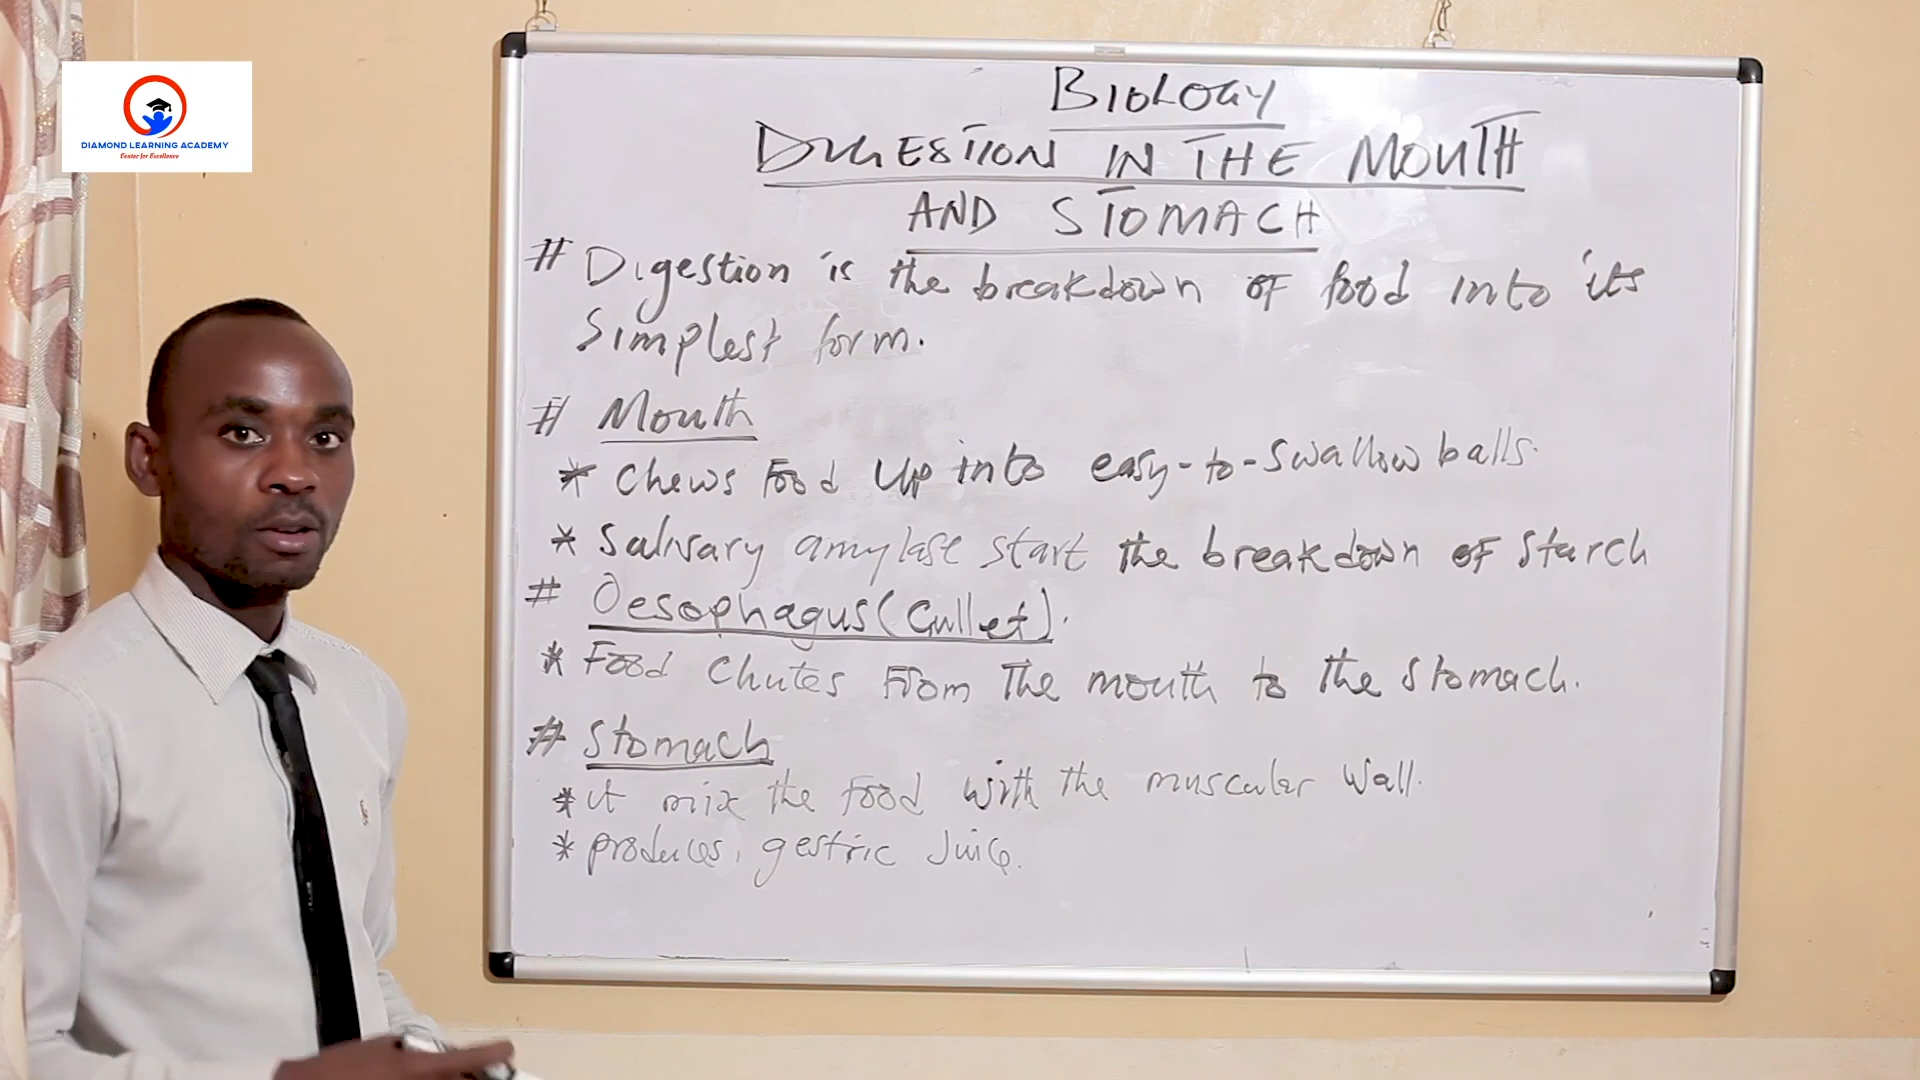 DIAMOND LEARNING ACADEMY
Center for Excellence
BIOLOGY
DIGESTION IN THE MOUTH
AND STOMACH
# Digestion is the breakdown OF food into its
Simplest form.
# Mouth
* Chews Food Up into easy-to-swallow balls.
* Salivary amylase start the breakdown OF starch
# Oesophagus (Gullet).
* Food Chutes From The mouth to the stomach.
# Stomach
* it mix the food with the muscular wall.
* produces, gestric Juice.